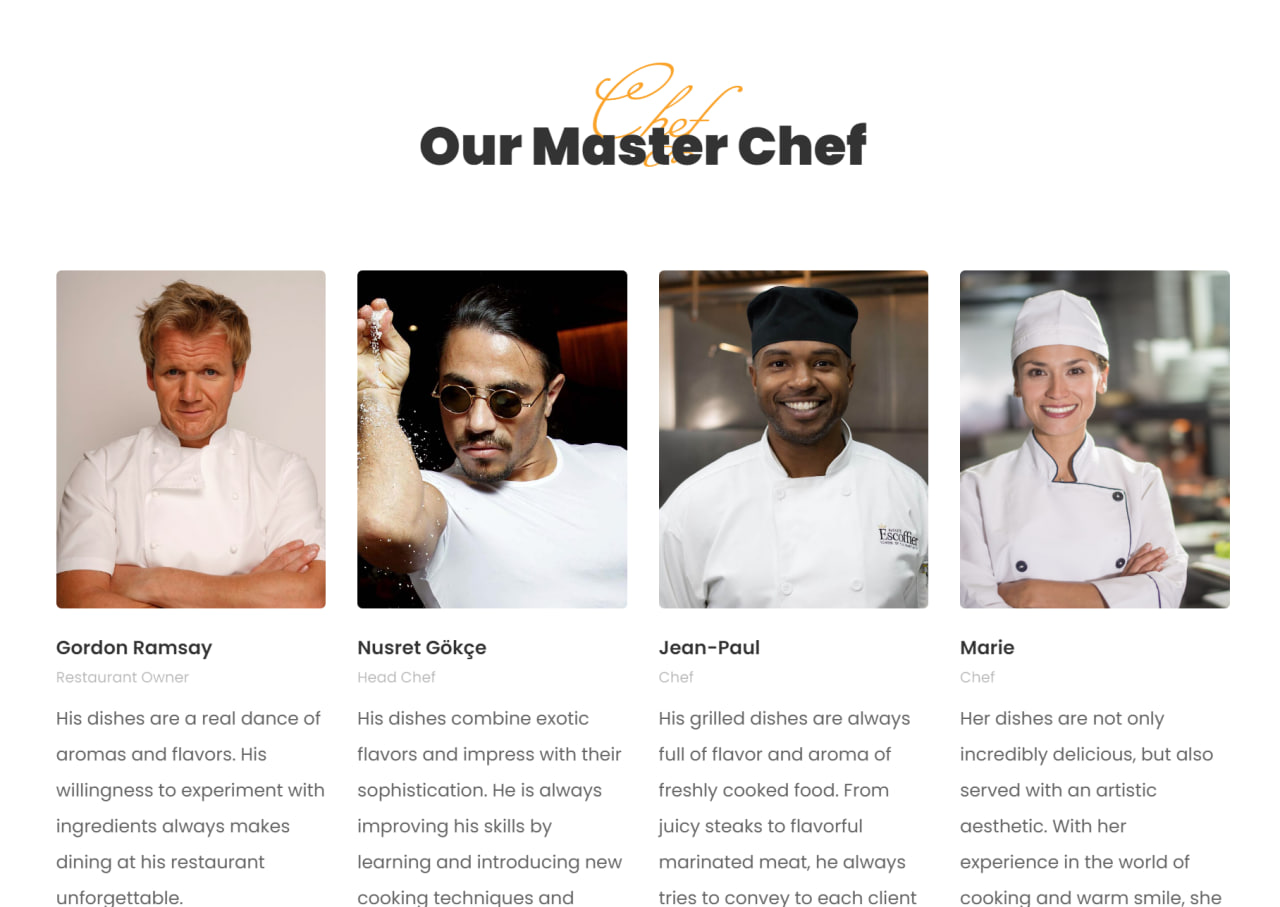 Chef
Our Master Chef
Escoffier
Gordon Ramsay
Restaurant Owner
His dishes are a real dance of
aromas and flavors. His
willingness to experiment with
ingredients always makes
dining at his restaurant
unforgettable.
Nusret Gökçe
Head Chef
His dishes combine exotic
flavors and impress with their
sophistication. He is always
improving his skills by
learning and introducing new
cooking techniques and
Jean-Paul
Chef
His grilled dishes are always
full of flavor and aroma of
freshly cooked food. From
juicy steaks to flavorful
marinated meat, he always
tries to convey to each client
Marie
Chef
Her dishes are not only
incredibly delicious, but also
served with an artistic
aesthetic. With her
experience in the world of
cooking and warm smile, she